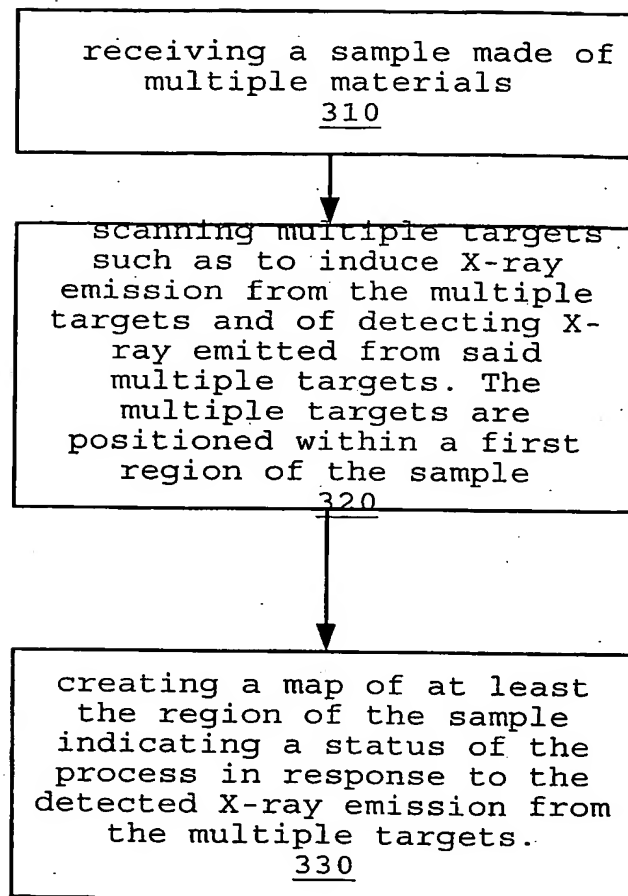 receiving a sample made of
multiple materials
310
scanning multiple targets
such as to induce X-ray
emission from the multiple
targets and of detecting X-
ray emitted from said
multiple targets. The
multiple targets are
positioned within a first
region of the sample
320
creating a map of at least
the region of the sample
indicating a status of the
process in response to the
detected X-ray emission from
the multiple targets.
330